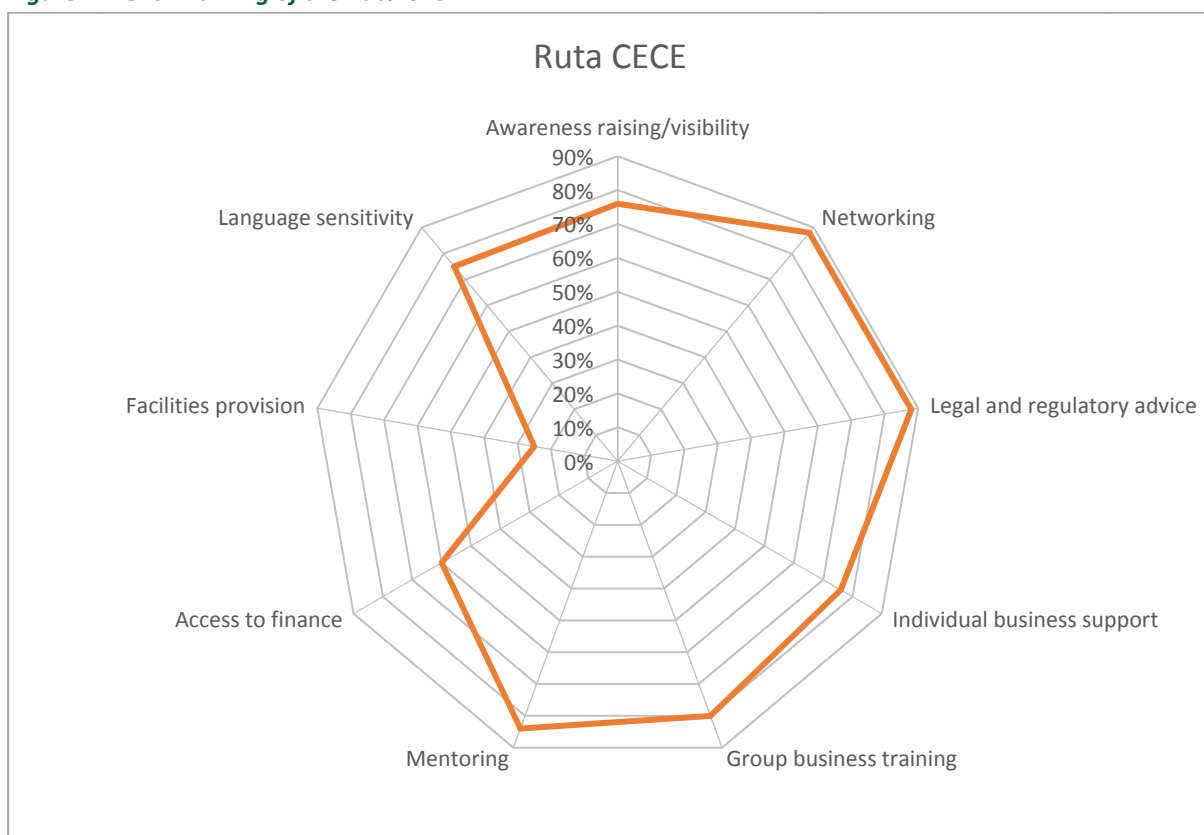 Ruta CECE
Awareness raising/visibility
90%
80%
70%
60%
50%
40%
30%
20%
10%
0%
Networking
Legal and regulatory advice
Individual business support
Group business training
Mentoring
Access to finance
Facilities provision
Language sensitivity